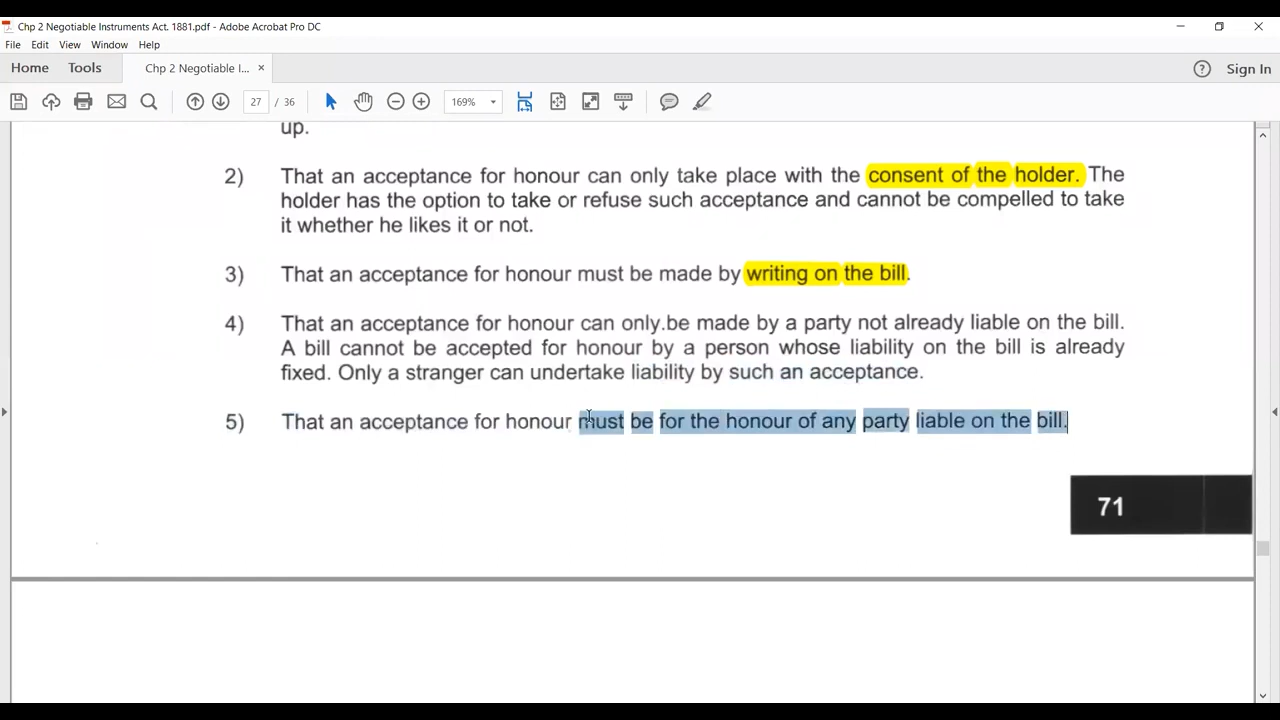 Chp 2 Negotiable Instruments Act. 1881.pdf - Adobe Acrobat Pro DC
File Edit View Window Help
Home Tools Chp 2 Negotiable I... × Sign In
27 / 36 169%
up.
2) That an acceptance for honour can only take place with the consent of the holder. The
holder has the option to take or refuse such acceptance and cannot be compelled to take
it whether he likes it or not.
3) That an acceptance for honour must be made by writing on the bill.
4) That an acceptance for honour can only.be made by a party not already liable on the bill.
A bill cannot be accepted for honour by a person whose liability on the bill is already
fixed. Only a stranger can undertake liability by such an acceptance.
5) That an acceptance for honour must be for the honour of any party liable on the bill.
71